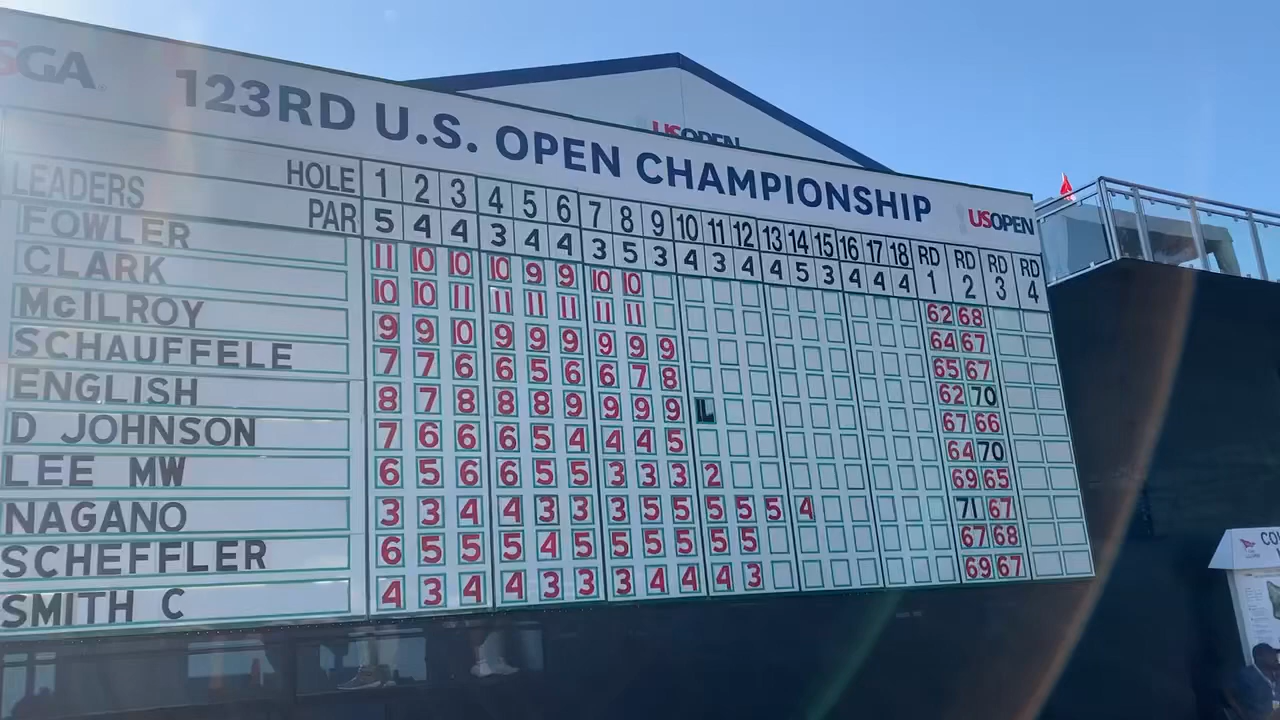 USOPEN
SGA
123RD U.S. OPEN CHAMPIONSHIP
USOPEN
LEADERS HOLE 1 2 3 4 5 6 7 8 9 10 11 12 13 14 15 16 17 18 RD 1 RD 2 RD 3 RD 4
PAR 5 4 4 3 4 4 3 5 3 4 3 4 4 5 3 4 4 4
FOWLER 11 10 10 10 9 9 10 10 62 68
CLARK 10 10 11 11 11 11 11 11 64 67
McILROY 9 9 10 9 9 9 9 9 9 65 67
SCHAUFFELE 7 7 6 6 5 6 6 7 8 62 70
ENGLISH 8 7 8 8 8 9 9 9 9 L 67 66
D JOHNSON 7 6 6 6 5 4 4 4 5 64 70
LEE MW 6 5 6 6 5 5 3 3 3 2 69 65
NAGANO 3 3 4 4 3 3 3 5 5 5 5 5 4 71 67
SCHEFFLER 6 5 5 5 4 5 5 5 5 5 5 67 68
SMITH C 4 3 4 4 3 3 3 4 4 4 3 69 67